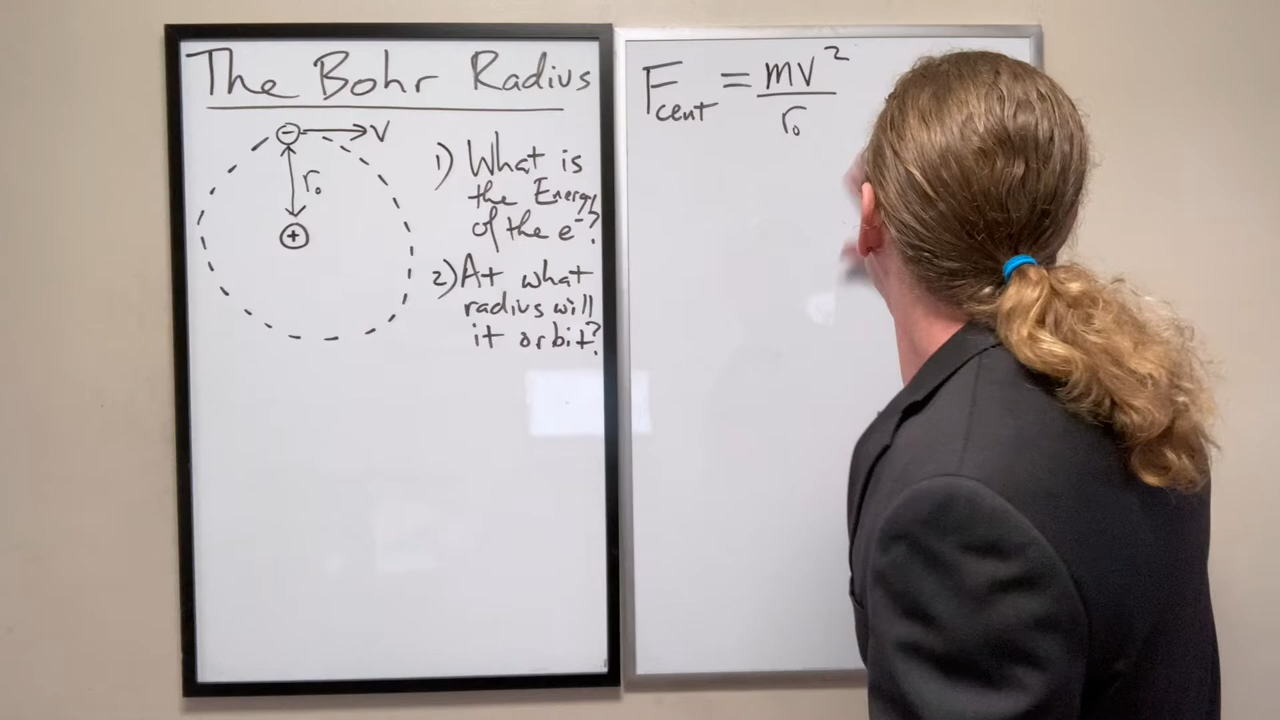 The Bohr Radius
⊖ → v
r₀
⊕
1) What is
the Energy
of the e⁻?
2) At what
radius will
it orbit?
F_cent = mv²/r₀